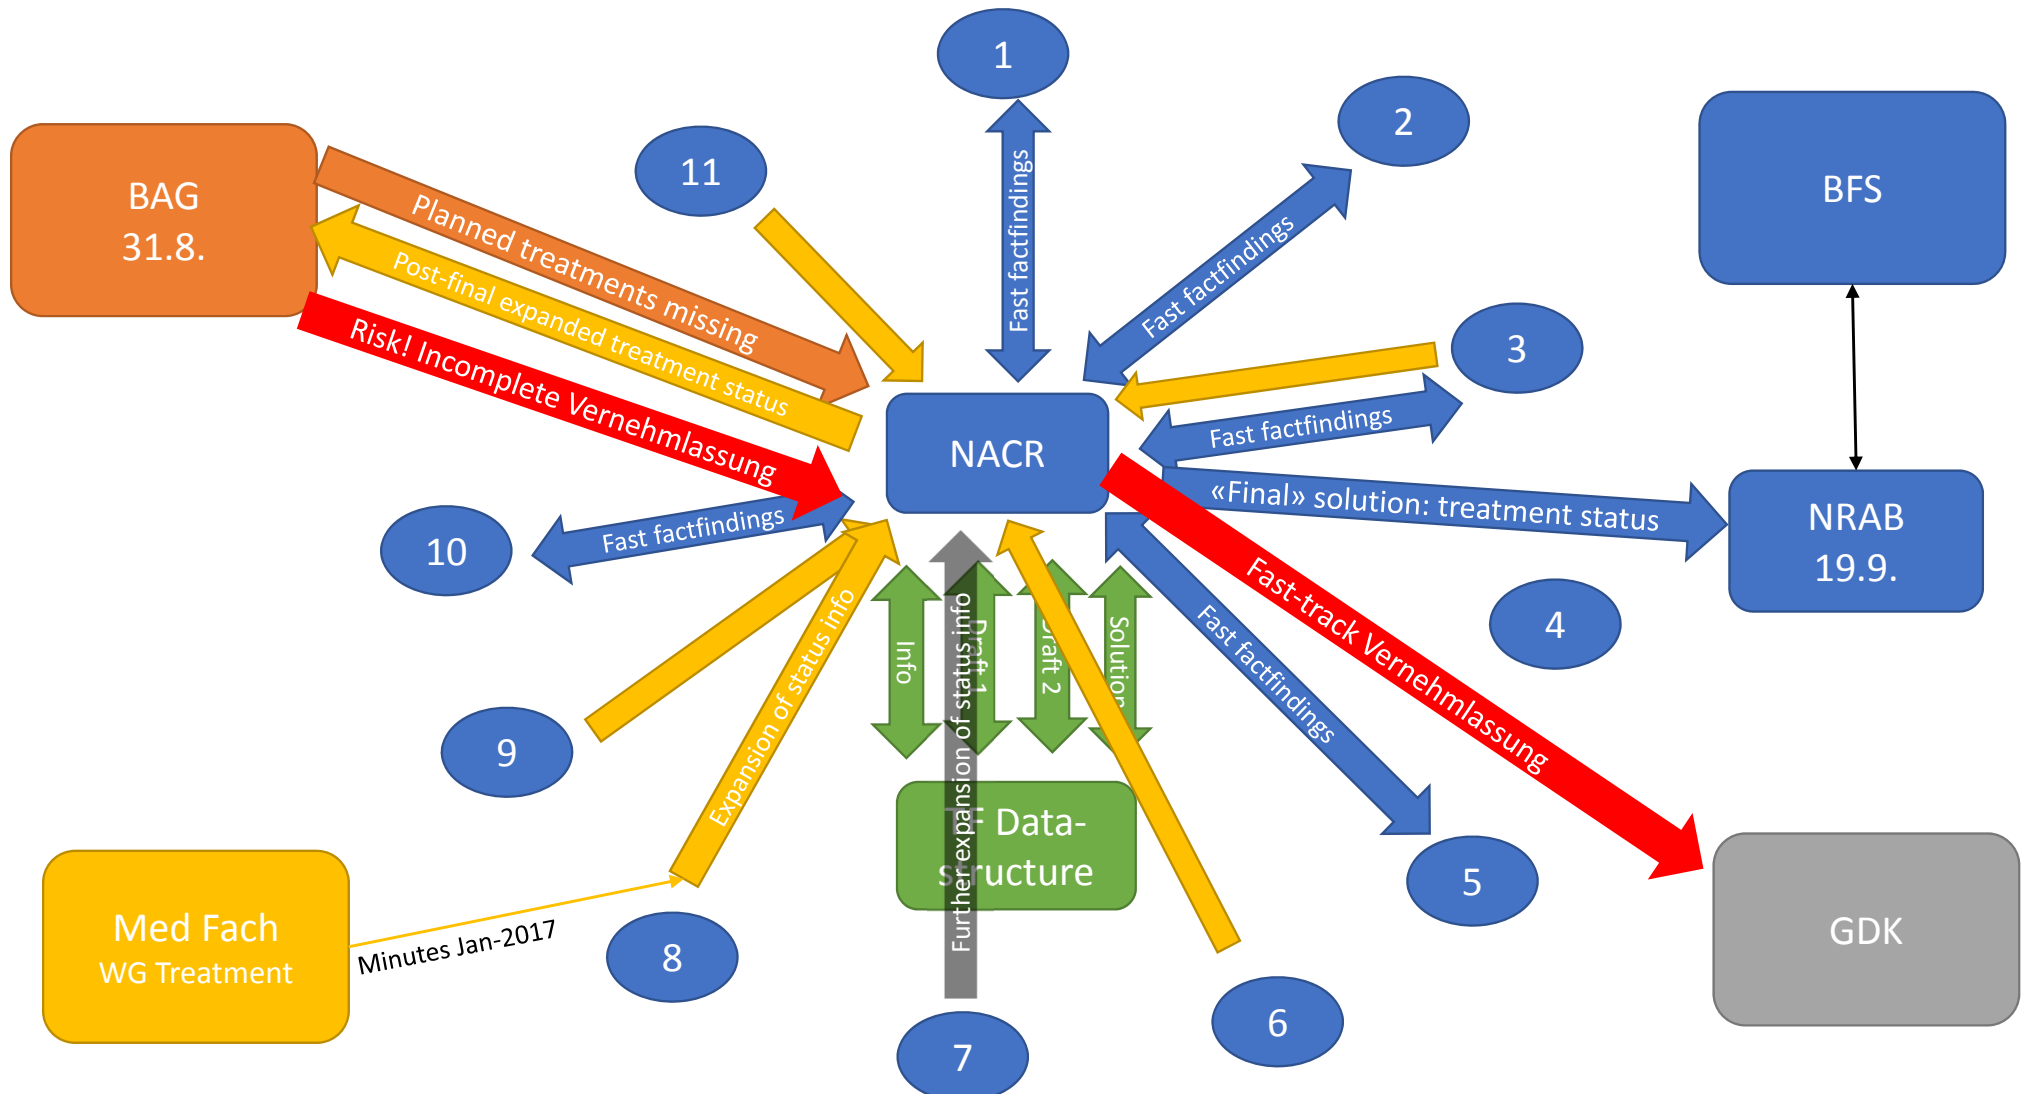 1
2
11
BAG
31.8.
BFS
Planned treatments missing
Post-final expanded treatment status
Risk! Incomplete Vernehmlassung
Fast factfindings
Fast factfindings
3
Fast factfindings
NACR
«Final» solution: treatment status
NRAB
19.9.
10
Fast factfindings
4
Fast-track Vernehmlassung
Fast factfindings
Info
Draft 1
Draft 2
Solution
Further expansion of status info
Expansion of status info
9
TF Data-
structure
5
Med Fach
WG Treatment
Minutes Jan-2017
8
GDK
6
7